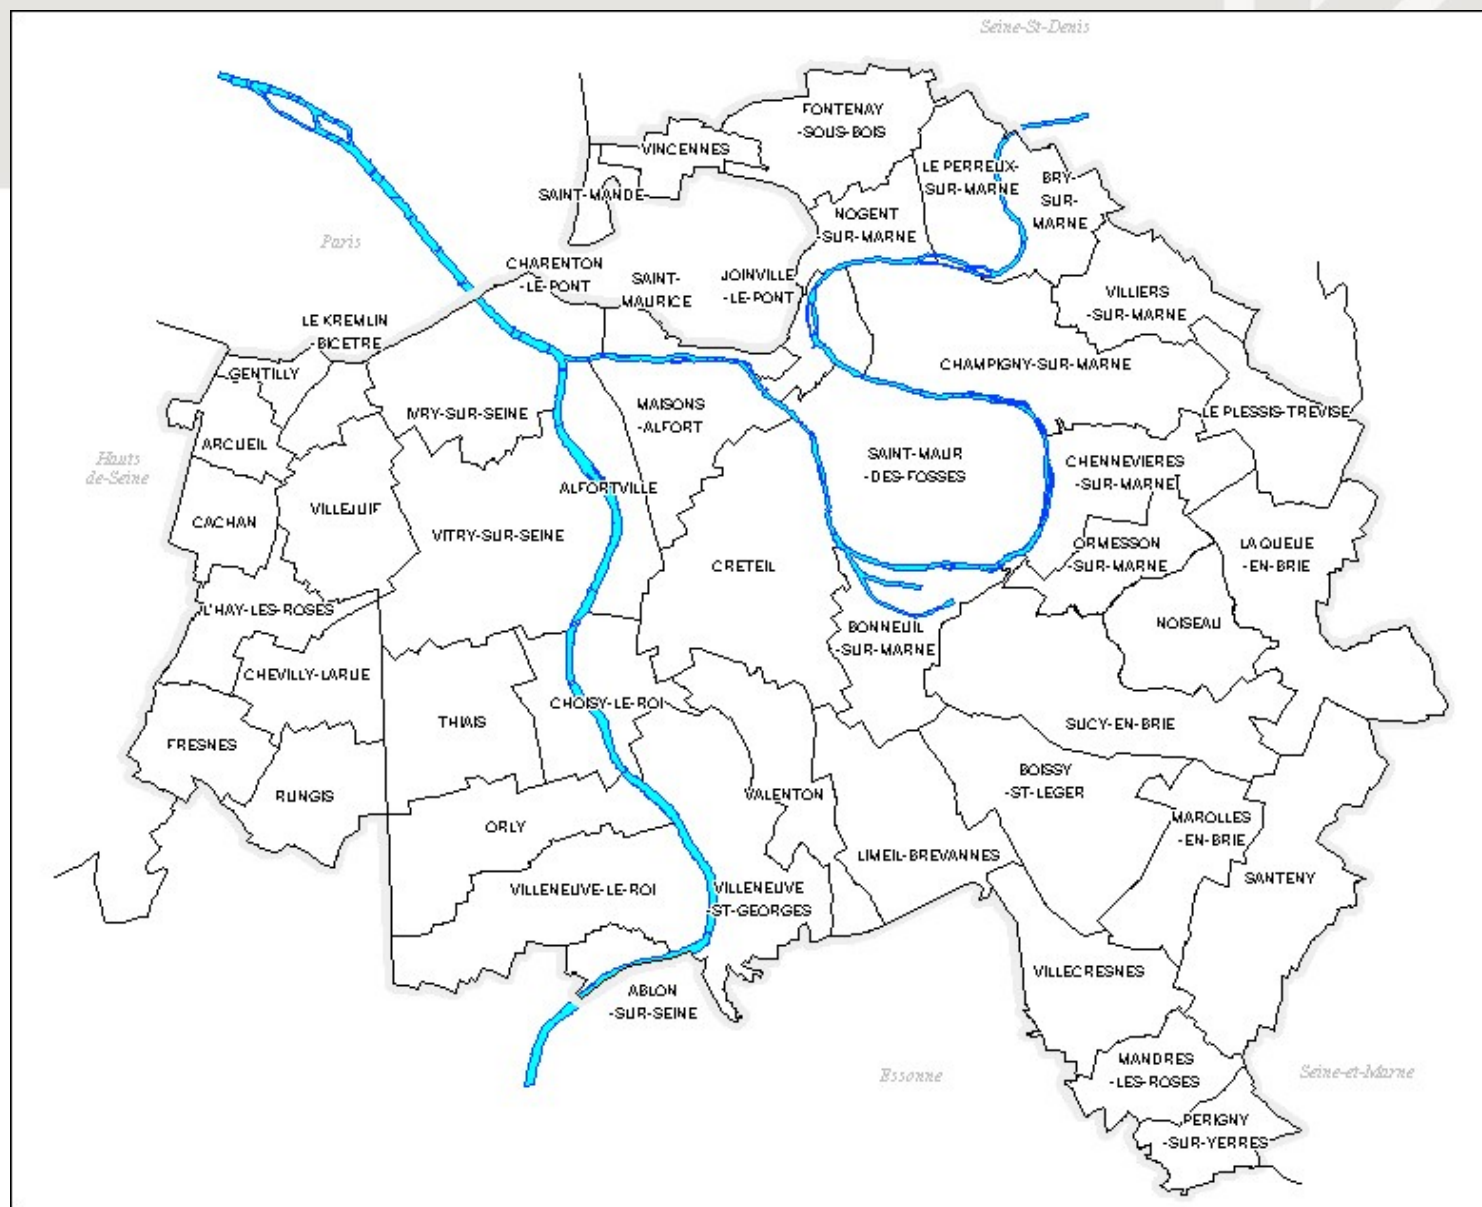 Seine-St-Denis
FONTENAY
-SOUS-BOIS
VINCENNES
LE PERREUX-
SUR-MARNE
BRY-
SUR-
MARNE
SAINT-MANDE
NOGENT
-SUR-MARNE
Paris
CHARENTON
-LE-PONT
SAINT-
MAURICE
JOINVILLE
-LE-PONT
VILLIERS
-SUR-MARNE
LE KREMLIN
BICETRE
GENTILLY
CHAMPIGNY-SUR-MARNE
IVRY-SUR-SEINE
MAISONS
-ALFORT
LE PLESSIS-TREVISE
ARCUEIL
Hauts
de-Seine
SAINT-MAUR
-DES-FOSSES
CHENNEVIERES
-SUR-MARNE
ALFORTVILLE
VILLEJUIF
CACHAN
VITRY-SUR-SEINE
CRETEIL
ORMESSON
-SUR-MARNE
LA QUEUE
-EN-BRIE
L'HAY-LES-ROSES
BONNEUIL
-SUR-MARNE
NOISEAU
CHEVILLY-LARUE
CHOISY-LE-ROI
THIAIS
SUCY-EN-BRIE
FRESNES
BOISSY
-ST-LEGER
RUNGIS
VALENTON
MAROLLES
-EN-BRIE
ORLY
LIMEIL-BREVANNES
SANTENY
VILLENEUVE-LE-ROI
VILLENEUVE
-ST-GEORGES
VILLECRESNES
ABLON
-SUR-SEINE
MANDRES
-LES-ROSES
Essonne
Seine-et-Marne
PERIGNY
-SUR-YERRES